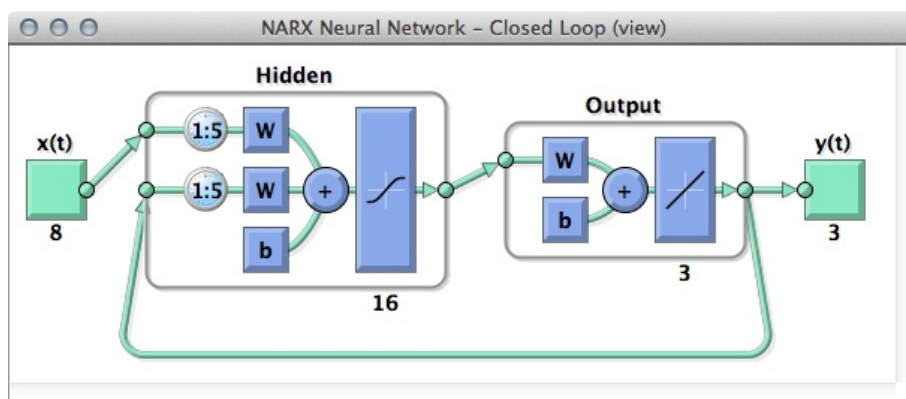 NARX Neural Network – Closed Loop (view)
Hidden
Output
x(t)
8
1:5
W
1:5
W
b
+
16
W
b
+
3
y(t)
3